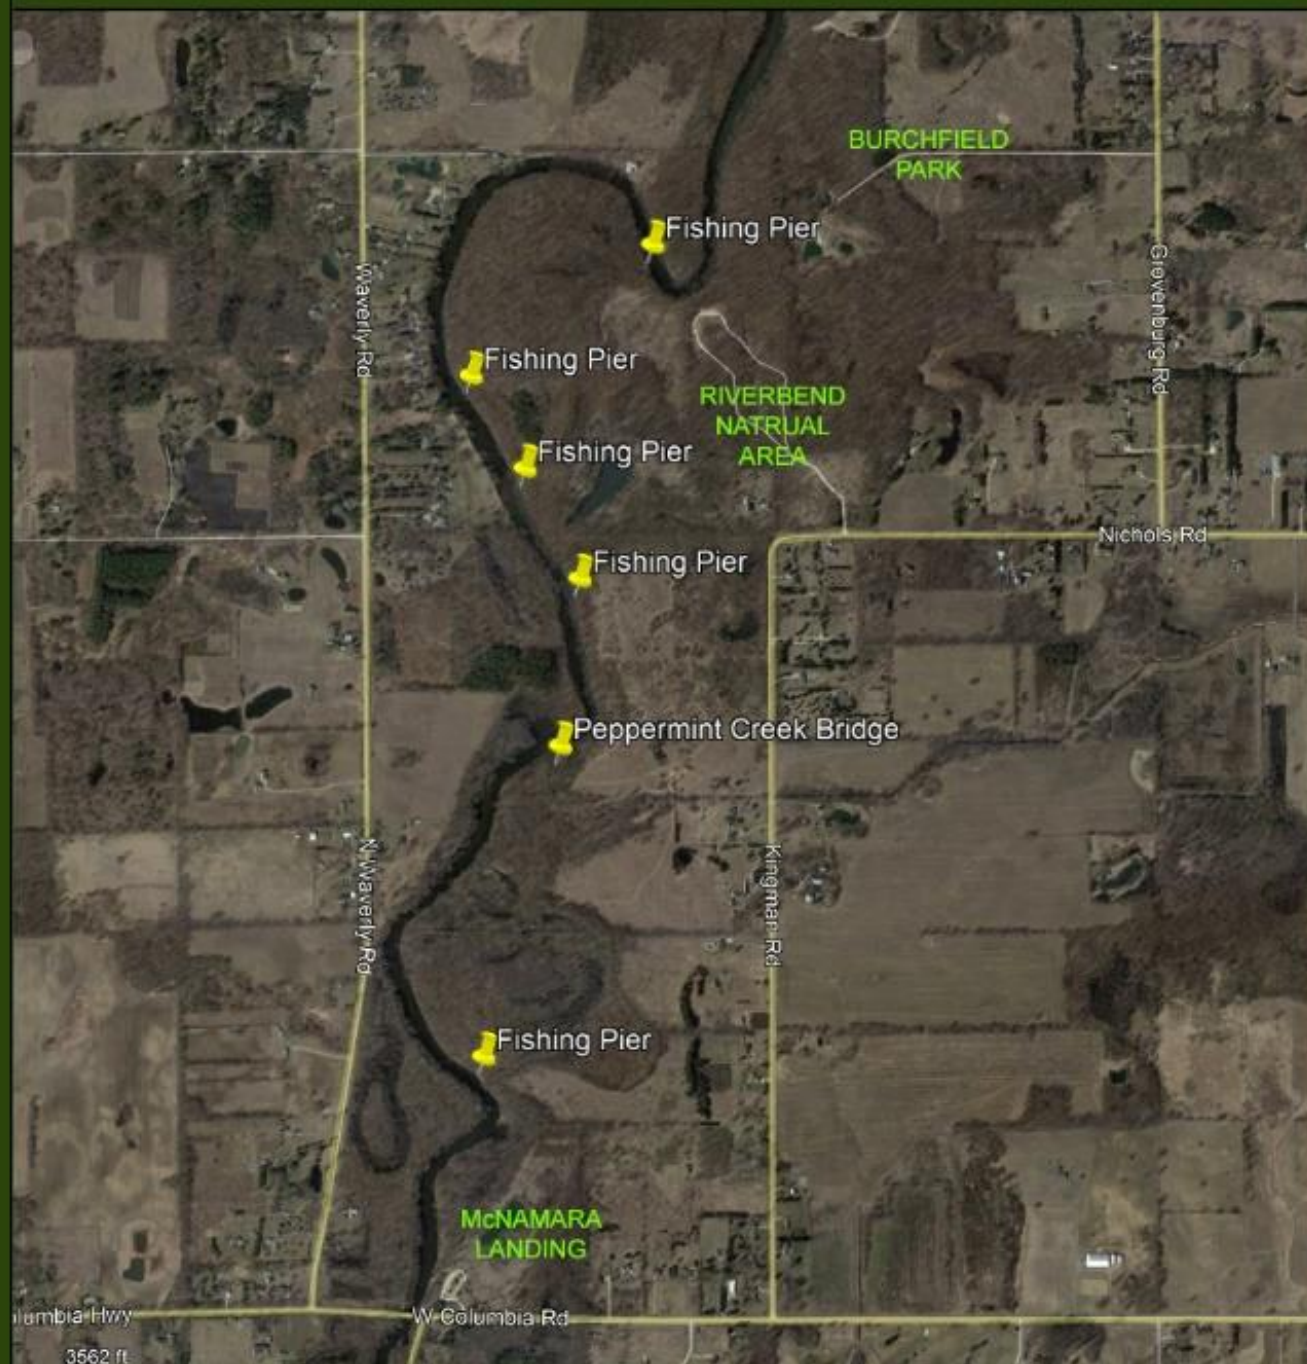 BURCHFIELD
PARK
Fishing Pier
Waverly Rd
Grovenburg Rd
Fishing Pier
RIVERBEND
NATRUAL
AREA
Fishing Pier
Nichols Rd
Fishing Pier
Peppermint Creek Bridge
N Waverly Rd
Kingman Rd
Fishing Pier
McNAMARA
LANDING
lumbia Hwy
W Columbia Rd
3562 ft